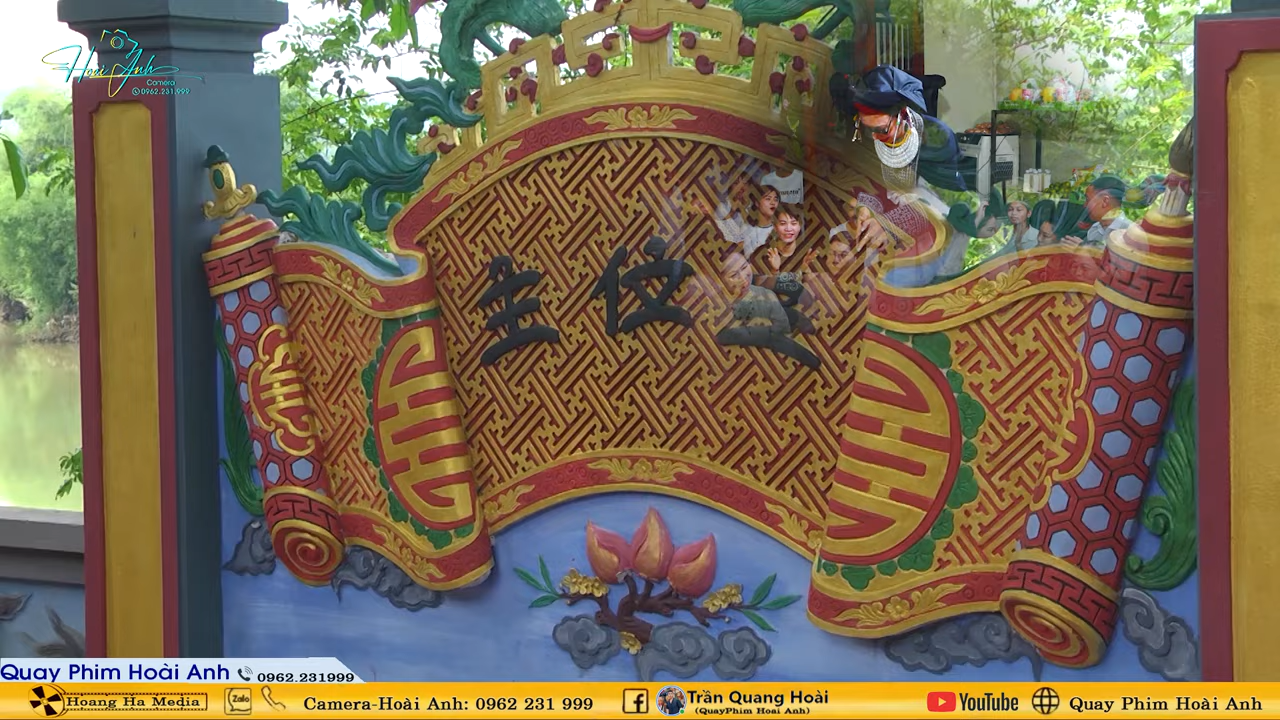 Hoài Anh
Camera
0962.231.999
主位
Quay Phim Hoài Anh 0962.231999
Hoang Ha Media Zalo Camera-Hoài Anh: 0962 231 999 Trần Quang Hoài YouTube Quay Phim Hoài Anh
(QuayPhim Hoai Anh)